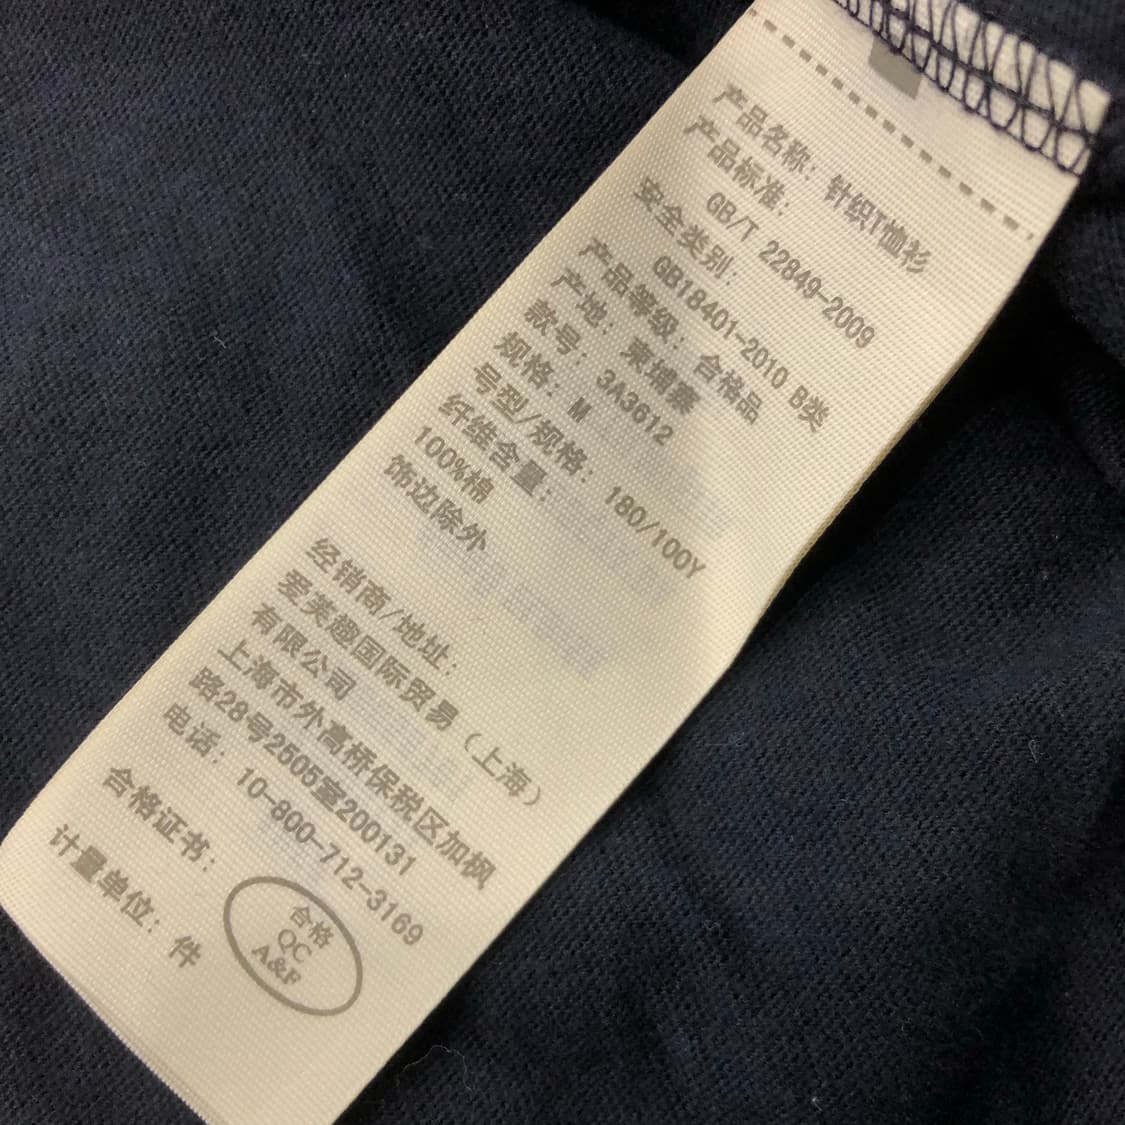 产品名称: 针织T恤衫
产品标准:
GB/T 22849-2009
安全类别:
GB18401-2010 B类
产品等级: 合格品
产地: 柬埔寨
款号: 3A3612
规格: M
号型/规格: 180/100Y
纤维含量:
100%棉
饰边除外
经销商/地址:
爱芙趣国际贸易(上海)
有限公司
上海市外高桥保税区加枫
路28号2505室200131
电话: 10-800-712-3169
合格证书:
合格
QC
A&F
计量单位: 件